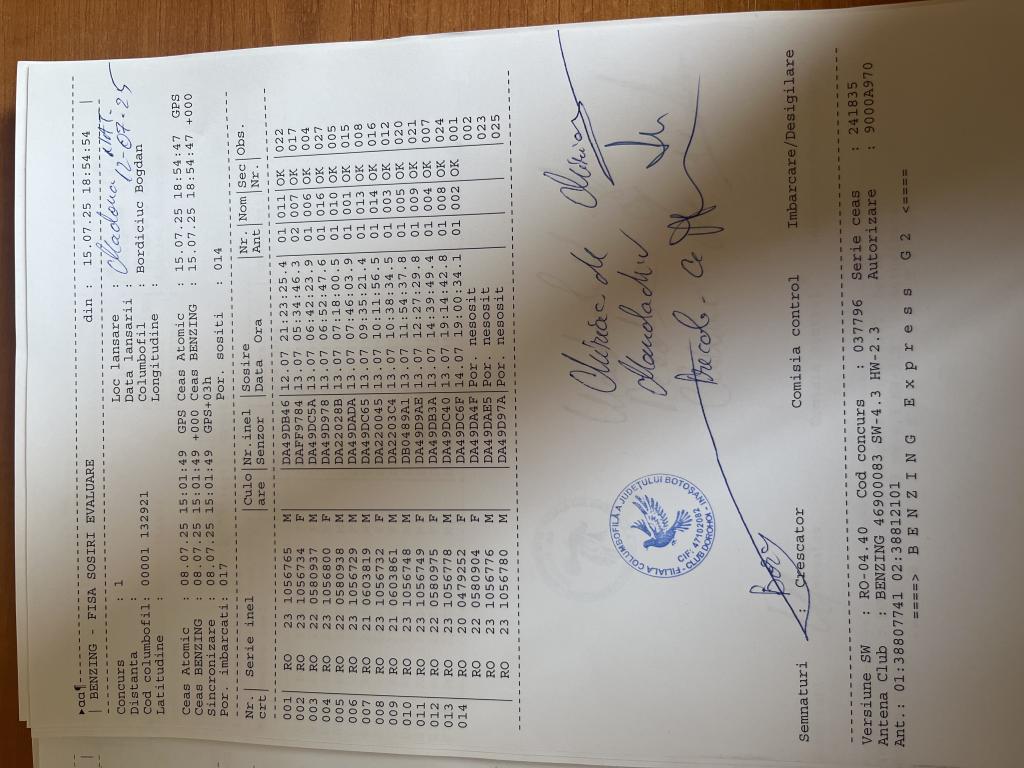 ►aa¶
| BENZING - FISA SOSIRI EVALUARE din : 15.07.25 18:54:54 |
Concurs : 1 Loc lansare :
Distanta : Data lansarii : 12-07-25
Cod columbofil: 00001 132921 Columbofil : Bordiciuc Bogdan
Latitudine : Longitudine :
Ceas Atomic : 08.07.25 15:01:49 GPS Ceas Atomic : 15.07.25 18:54:47 GPS
Ceas BENZING : 08.07.25 15:01:49 +000 Ceas BENZING : 15.07.25 18:54:47 +000
Sincronizare : 08.07.25 15:01:49 GPS+03h
Por. imbarcati: 017 Por. sositi : 014
Nr. | Serie inel |Culo|Nr.inel |Sosire |Nr |Nom|Sec|Obs.
crt | |are |Senzor |Data Ora |Ant| |Nr.|
001 RO 23 1056765 M DA49DB46 12.07 21:23:25.4 01 011 OK 022
002 RO 23 1056734 F DAFF9784 13.07 05:34:46.3 02 007 OK 017
003 RO 22 0580937 M DA49DC5A 13.07 06:42:23.9 01 006 OK 004
004 RO 23 1056800 F DA49D978 13.07 06:52:47.6 01 016 OK 027
005 RO 22 0580938 M DA22028B 13.07 07:18:00.5 01 010 OK 005
006 RO 23 1056729 M DA49DADA 13.07 07:46:03.9 01 001 OK 015
007 RO 21 0603819 M DA49DC65 13.07 09:35:21.4 01 013 OK 008
008 RO 23 1056732 F DA220045 13.07 10:11:56.5 01 014 OK 016
009 RO 21 0603861 M DA2203C4 13.07 10:38:34.5 01 003 OK 012
010 RO 23 1056748 M DB0489A1 13.07 11:54:37.8 01 005 OK 020
011 RO 23 1056749 F DA49D9AE 13.07 12:27:29.8 01 009 OK 021
012 RO 22 0580975 F DA49DB3A 13.07 14:39:49.4 01 004 OK 007
013 RO 23 1056778 M DA49DC40 13.07 19:14:42.8 01 008 OK 024
014 RO 20 0479252 F DA49DC6F 14.07 19:00:34.1 01 002 OK 001
RO 22 0580904 F DA49DA4F Por. nesosit 002
RO 23 1056776 M DA49DAE5 Por. nesosit 023
RO 23 1056780 M DA49D97A Por. nesosit 025
COLUMBOFILA A JUDEȚULUI BOTOȘANI - FILIALA CLUB DOROHOI -
CIF: 47102082
Semnaturi : Crescator Comisia control Imbarcare/Desigilare
Versiune SW : RO-04.40 Cod concurs : 037796 Serie ceas : 241835
Antena Club : BENZING 46900083 SW-4.3 HW-2.3 Autorizare : 9000A970
Ant.: 01:38807741 02:38812101
====> B E N Z I N G E x p r e s s G 2 <====